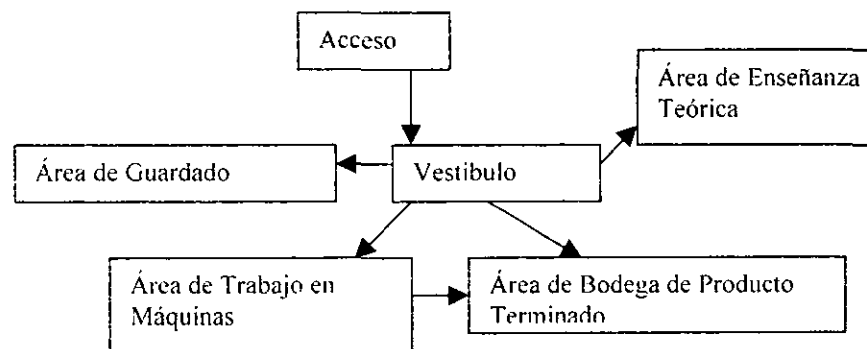 Acceso
Área de Enseñanza
Teórica
Área de Guardado
Vestibulo
Área de Trabajo en
Máquinas
Área de Bodega de Producto
Terminado